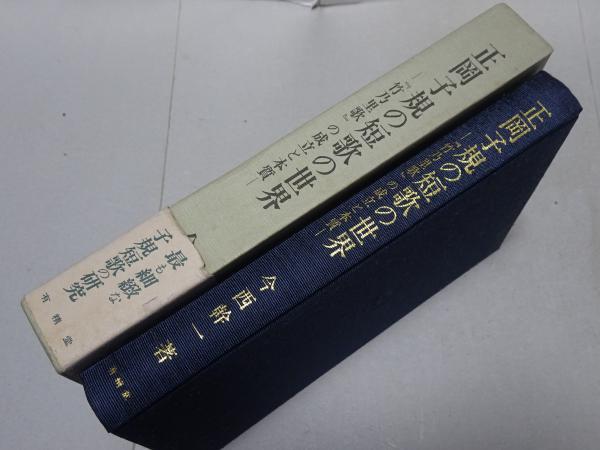 正岡子規の短歌の世界
―『竹乃里歌』の成立と本質―
最も細緻な
子規短歌の研究
有精堂
正岡子規の短歌の世界
―『竹乃里歌』の成立と本質―
今西幹一 著
有精堂